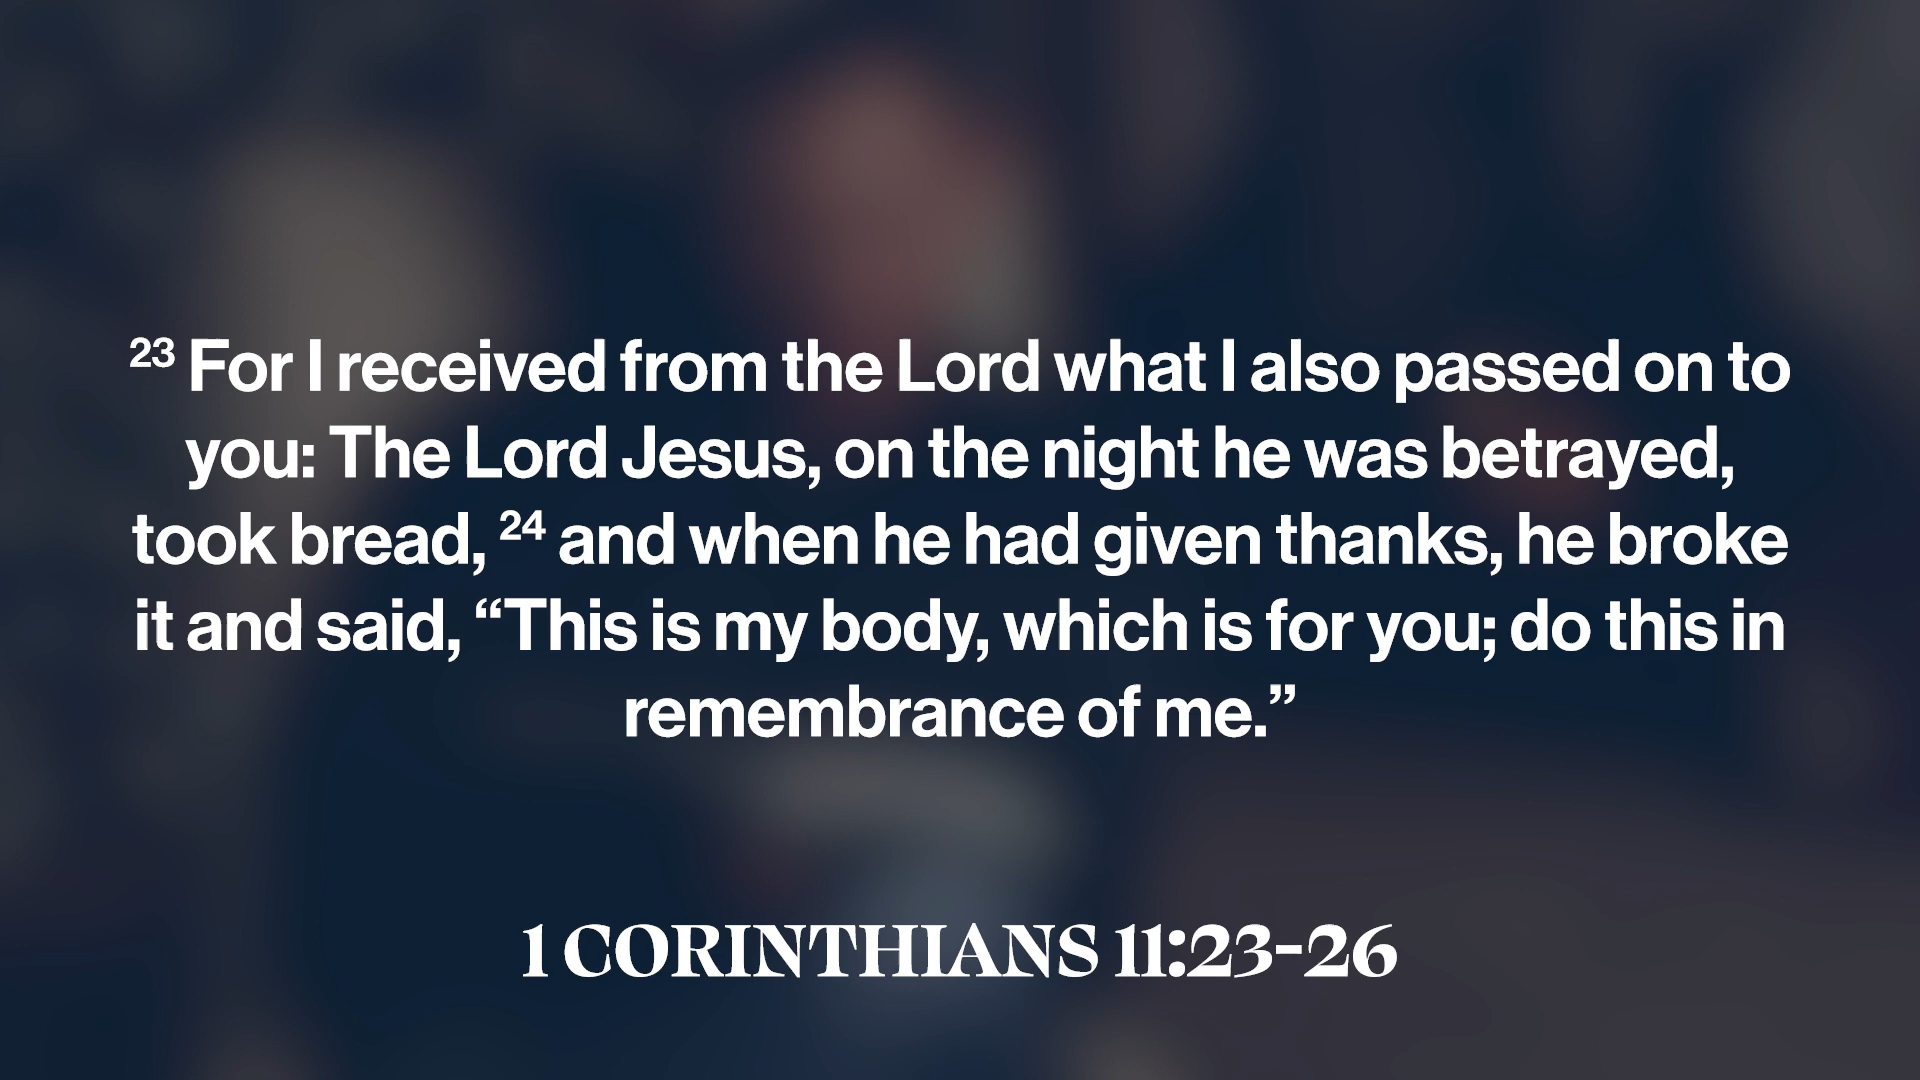 ²³ For I received from the Lord what I also passed on to
you: The Lord Jesus, on the night he was betrayed,
took bread, ²⁴ and when he had given thanks, he broke
it and said, “This is my body, which is for you; do this in
remembrance of me.”
1 CORINTHIANS 11:23-26